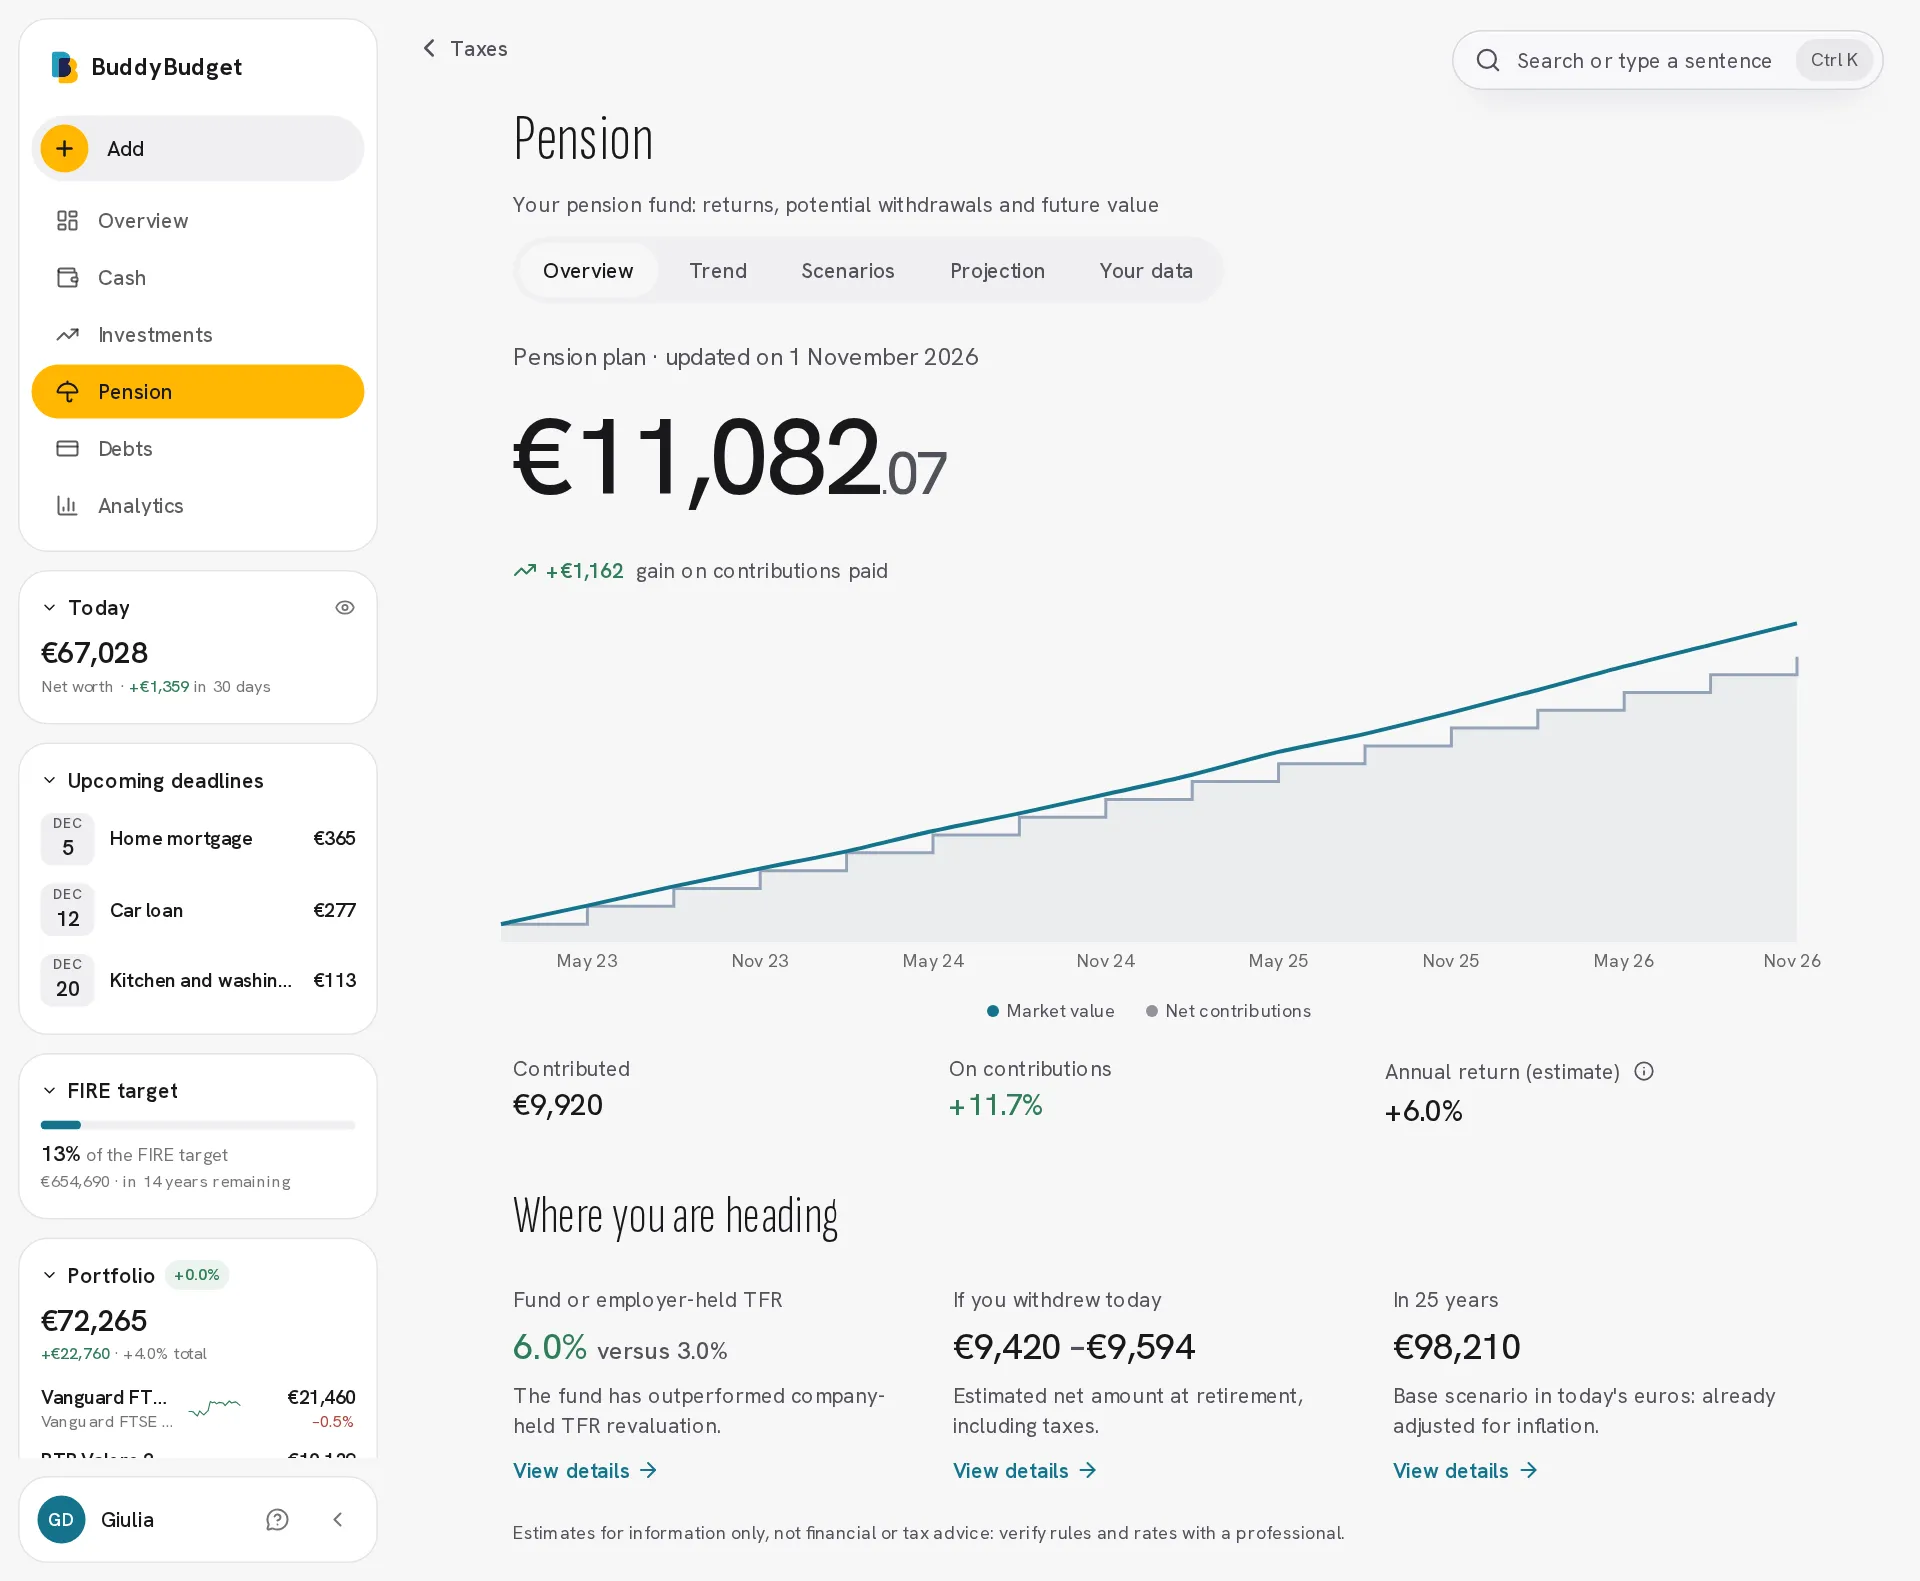 BuddyBudget
Add
Overview
Cash
Investments
Pension
Debts
Analytics
Today
€67,028
Net worth · +€1,359 in 30 days
Upcoming deadlines
DEC
5
Home mortgage
€365
DEC
12
Car loan
€277
DEC
20
Kitchen and washin...
€113
FIRE target
13% of the FIRE target
€654,690 · in 14 years remaining
Portfolio
+0.0%
€72,265
+€22,760 · +4.0% total
Vanguard FT...
€21,460
Vanguard FTSE ...
-0.5%
GD
Giulia
Taxes
Search or type a sentence
Ctrl K
Pension
Your pension fund: returns, potential withdrawals and future value
Overview
Trend
Scenarios
Projection
Your data
Pension plan · updated on 1 November 2026
€11,082.07
+€1,162 gain on contributions paid
May 23
Nov 23
May 24
Nov 24
May 25
Nov 25
May 26
Nov 26
Market value
Net contributions
Contributed
€9,920
On contributions
+11.7%
Annual return (estimate)
+6.0%
Where you are heading
Fund or employer-held TFR
6.0% versus 3.0%
The fund has outperformed company-
held TFR revaluation.
View details
If you withdrew today
€9,420 –€9,594
Estimated net amount at retirement,
including taxes.
View details
In 25 years
€98,210
Base scenario in today's euros: already
adjusted for inflation.
View details
Estimates for information only, not financial or tax advice: verify rules and rates with a professional.